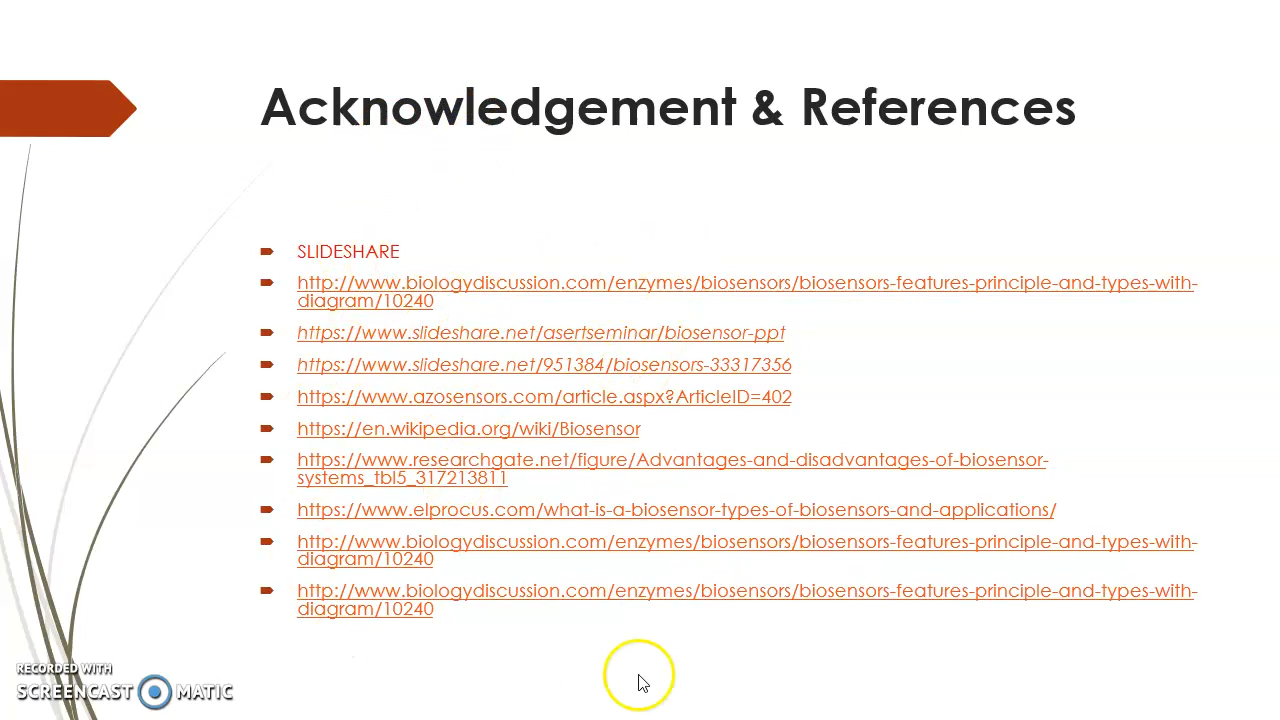 Acknowledgement & References
SLIDESHARE
http://www.biologydiscussion.com/enzymes/biosensors/biosensors-features-principle-and-types-with-
diagram/10240
https://www.slideshare.net/asertseminar/biosensor-ppt
https://www.slideshare.net/951384/biosensors-33317356
https://www.azosensors.com/article.aspx?ArticleID=402
https://en.wikipedia.org/wiki/Biosensor
https://www.researchgate.net/figure/Advantages-and-disadvantages-of-biosensor-
systems_tbl5_317213811
https://www.elprocus.com/what-is-a-biosensor-types-of-biosensors-and-applications/
http://www.biologydiscussion.com/enzymes/biosensors/biosensors-features-principle-and-types-with-
diagram/10240
http://www.biologydiscussion.com/enzymes/biosensors/biosensors-features-principle-and-types-with-
diagram/10240
RECORDED WITH
SCREENCAST MATIC